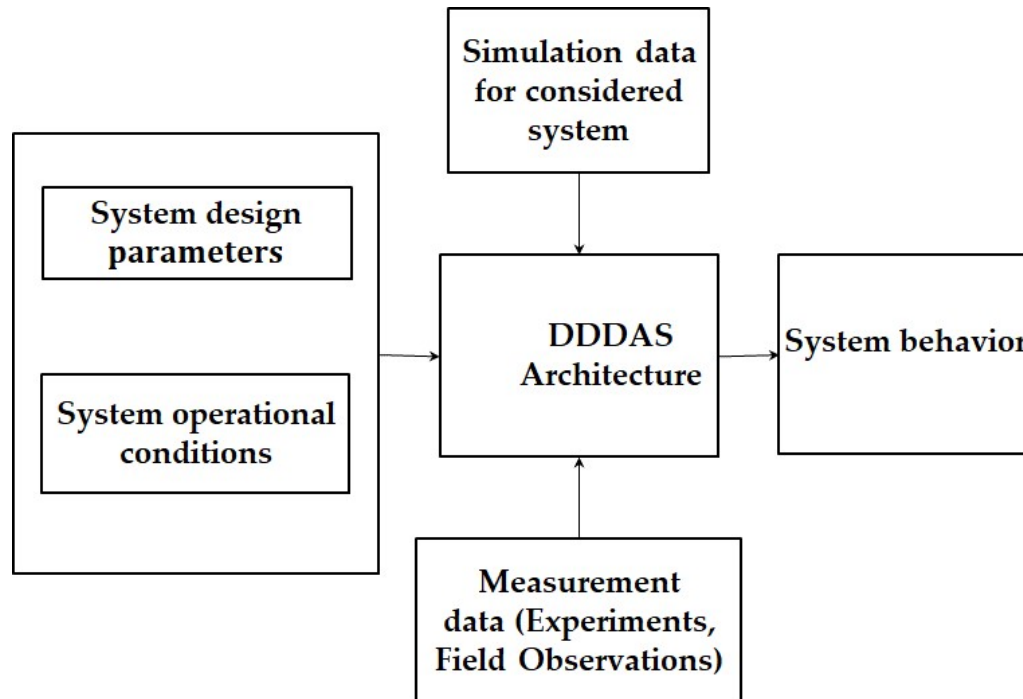 Simulation data
for considered
system
System design
parameters
System operational
conditions
DDDAS
Architecture
System behavior
Measurement
data (Experiments,
Field Observations)